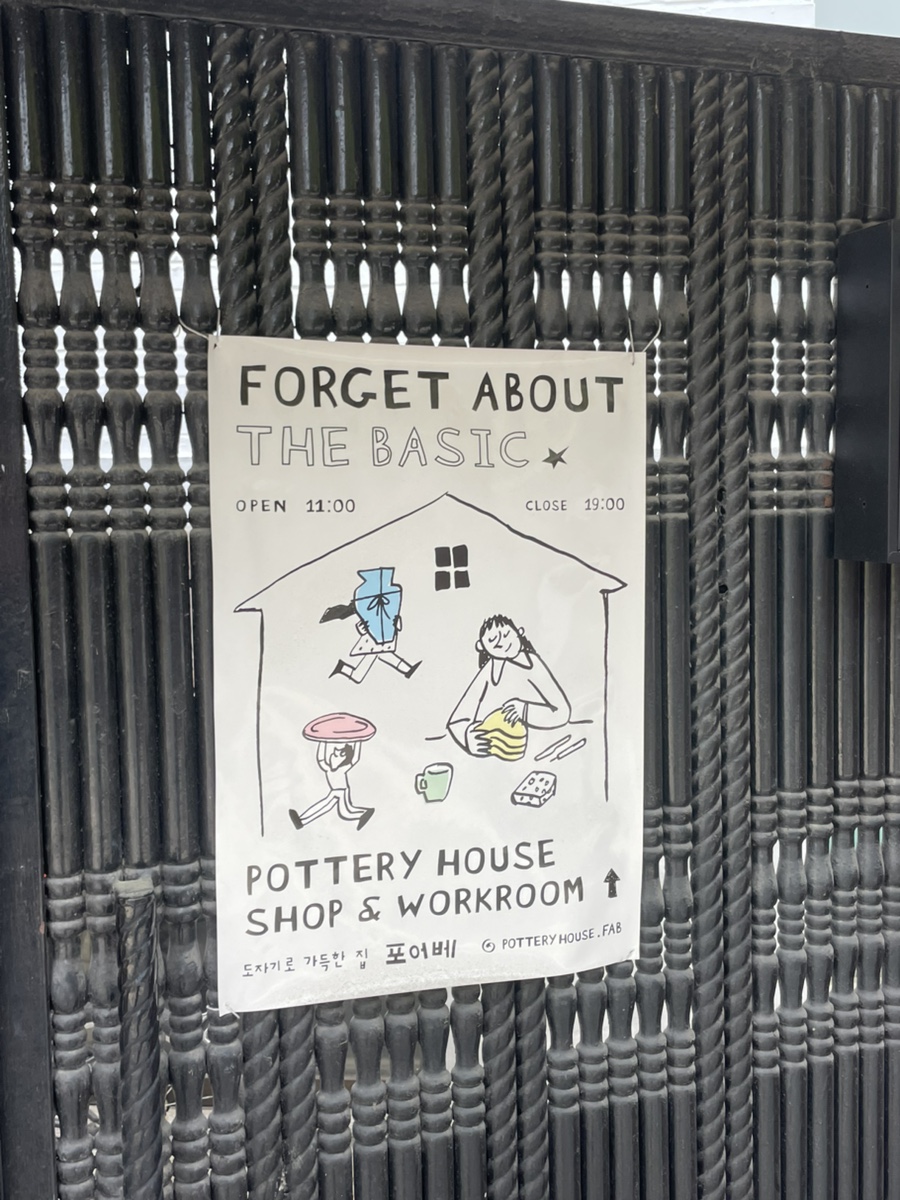 FORGET ABOUT
THE BASIC
OPEN 11:00 CLOSE 19:00
POTTERY HOUSE
SHOP & WORKROOM
도자기로 가득한 집 포어베 @ POTTERYHOUSE.FAB